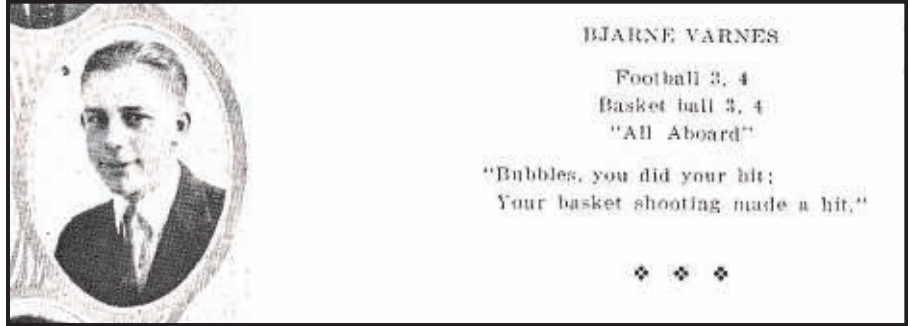 BJARNE VARNES
Football 3, 4
Basket ball 3, 4
"All Aboard"
"Bubbles, you did your bit;
Your basket shooting made a hit."